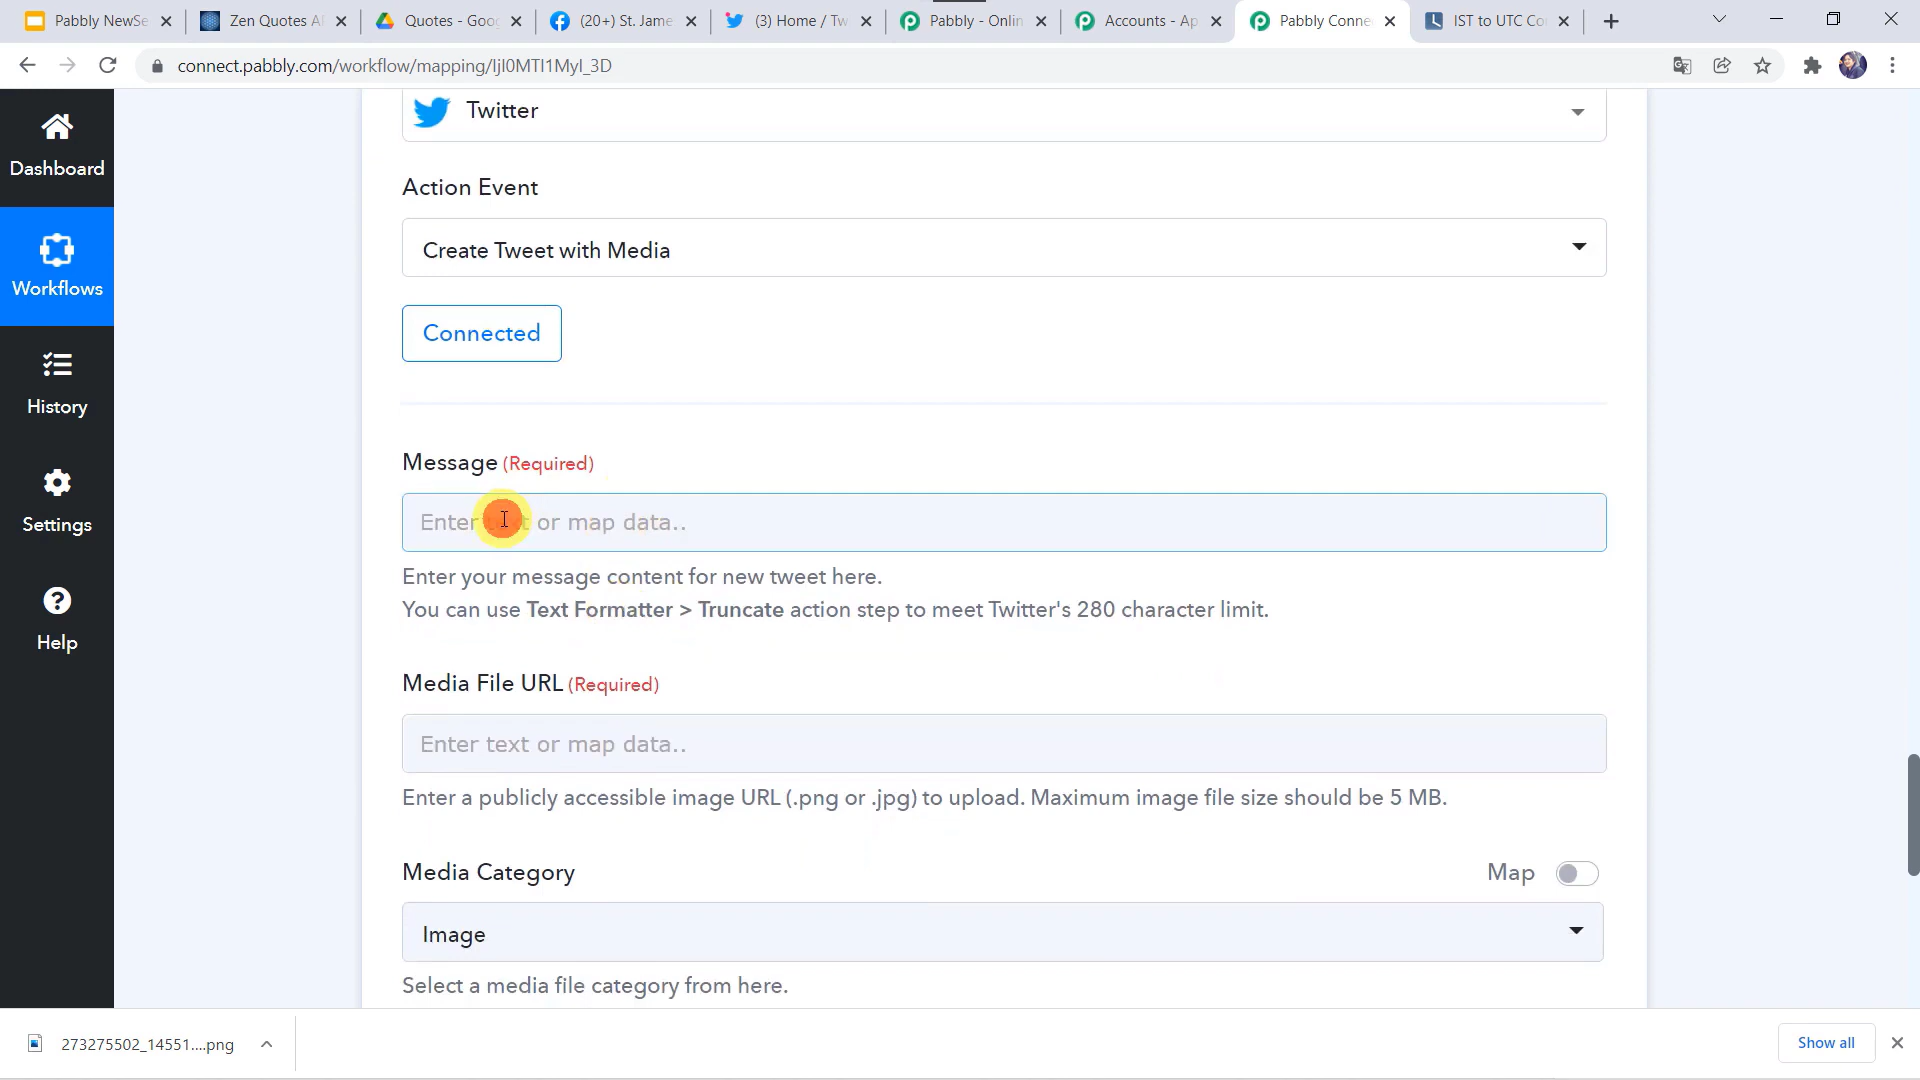 Pabbly NewSe
Zen Quotes A
Quotes - Goo
(20+) St. Jame
(3) Home / Tw
Pabbly - Onlin
Accounts - Ap
Pabbly Conne
IST to UTC Co
connect.pabbly.com/workflow/mapping/IjI0MTI1MyI_3D
Dashboard
Workflows
History
Settings
Help
Twitter
Action Event
Create Tweet with Media
Connected
Message (Required)
Enter text or map data..
Enter your message content for new tweet here.
You can use Text Formatter > Truncate action step to meet Twitter's 280 character limit.
Media File URL (Required)
Enter text or map data..
Enter a publicly accessible image URL (.png or .jpg) to upload. Maximum image file size should be 5 MB.
Media Category
Map
Image
Select a media file category from here.
273275502_14551....png
Show all